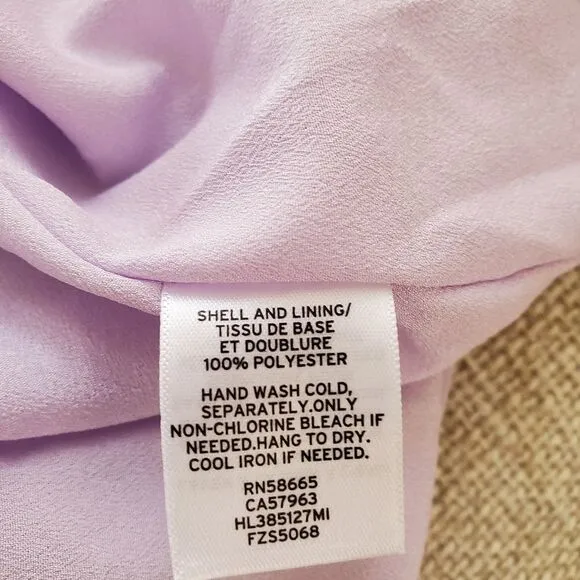 SHELL AND LINING/
TISSU DE BASE
ET DOUBLURE
100% POLYESTER
HAND WASH COLD,
SEPARATELY.ONLY
NON-CHLORINE BLEACH IF
NEEDED.HANG TO DRY.
COOL IRON IF NEEDED.
RN58665
CA57963
HL385127MI
FZS5068